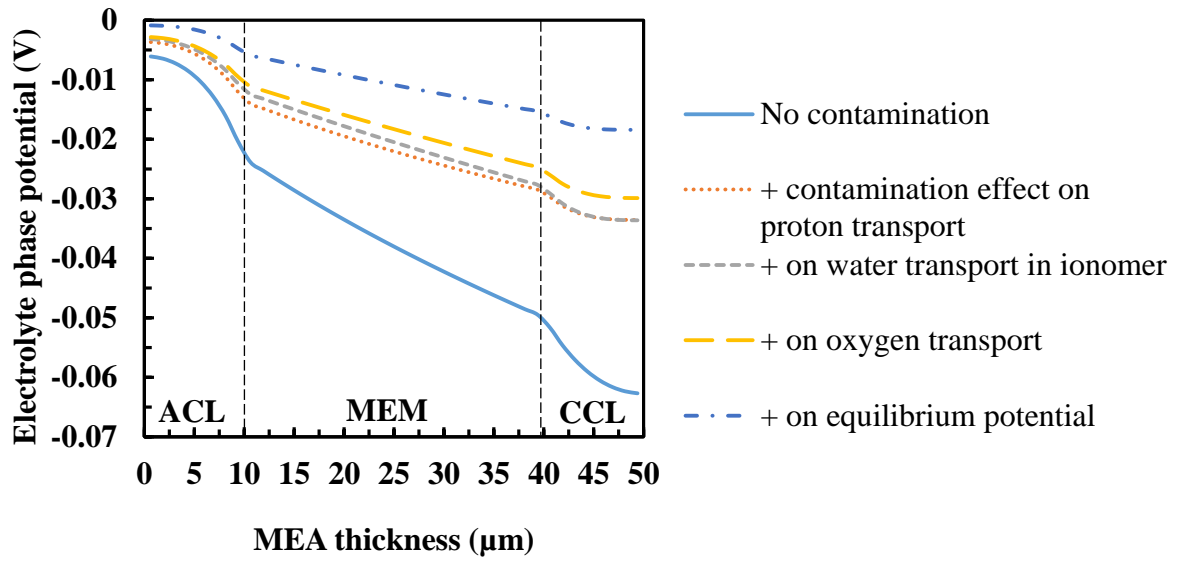 Electrolyte phase potential (V)
0
-0.01
-0.02
-0.03
-0.04
-0.05
-0.06
-0.07
ACL
MEM
CCL
0 5 10 15 20 25 30 35 40 45 50
MEA thickness (µm)
No contamination
+ contamination effect on
proton transport
+ on water transport in ionomer
+ on oxygen transport
+ on equilibrium potential